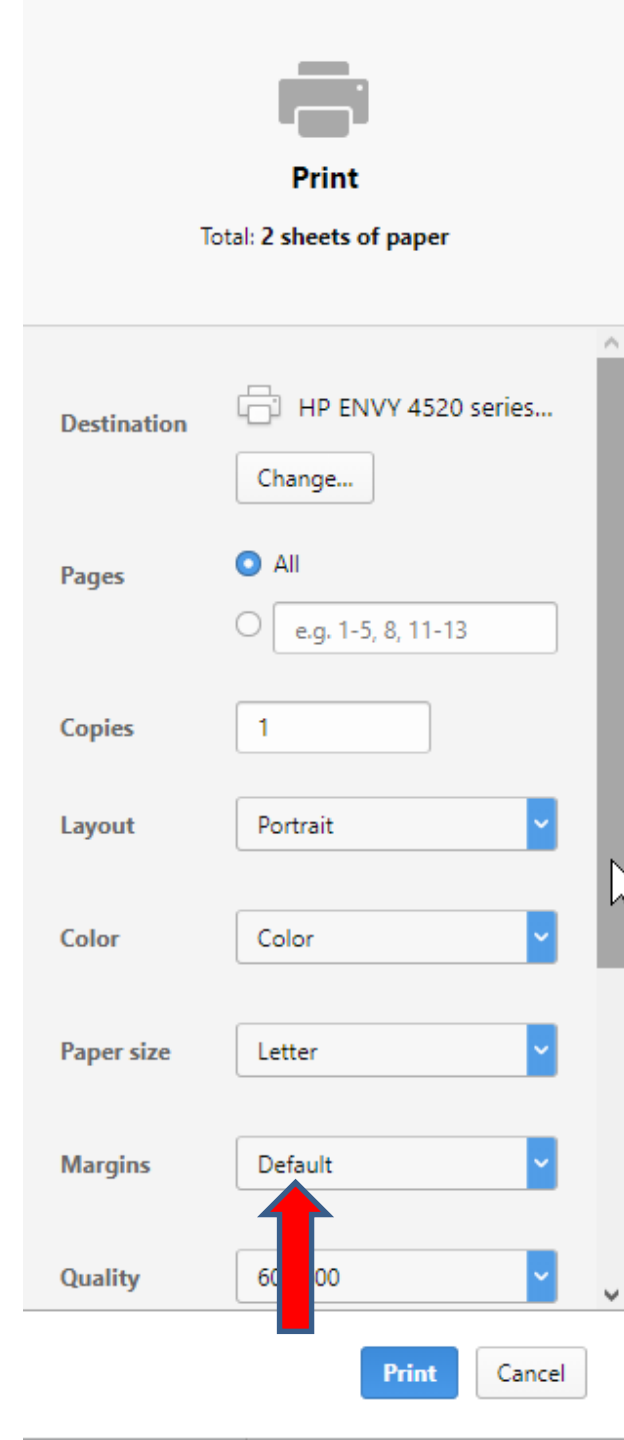 Print
Total: 2 sheets of paper
Destination
HP ENVY 4520 series...
Change...
Pages
All
e.g. 1-5, 8, 11-13
Copies
1
Layout
Portrait
Color
Color
Paper size
Letter
Margins
Default
Quality
Print
Cancel